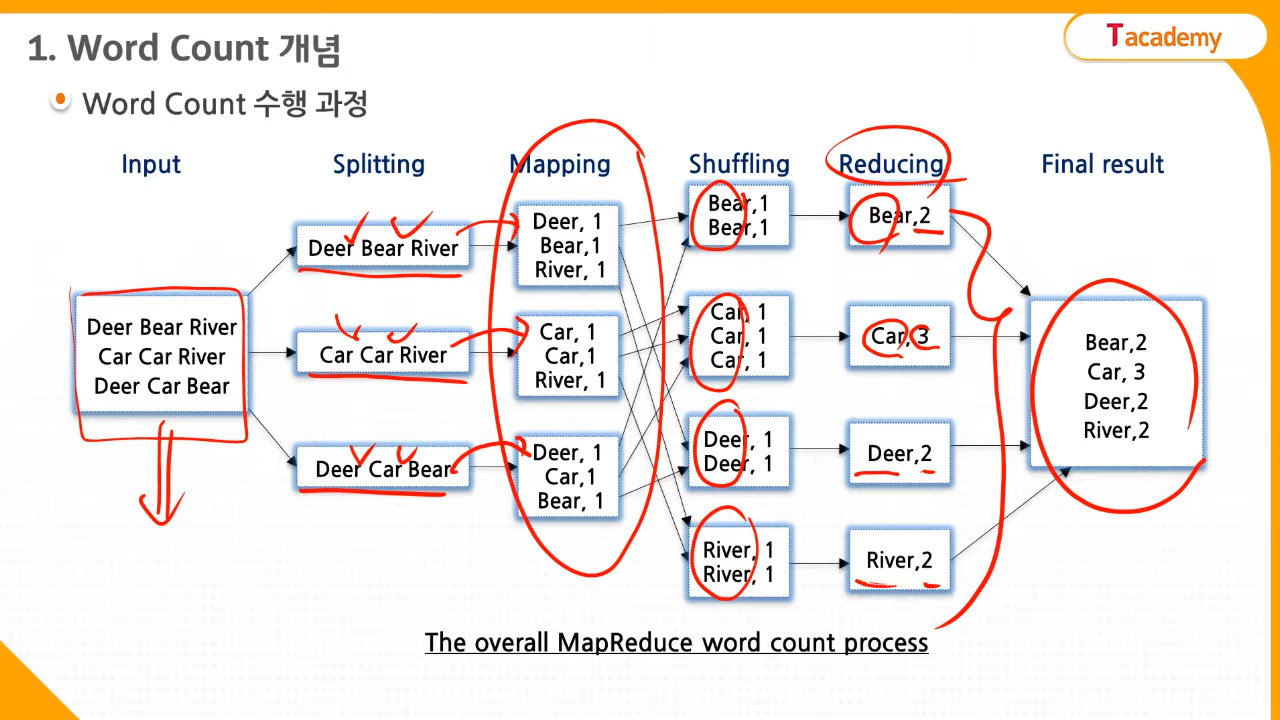 1. Word Count 개념
Tacademy
Word Count 수행 과정
Input
Splitting
Mapping
Shuffling
Reducing
Final result
Deer Bear River
Car Car River
Deer Car Bear
Deer Bear River
Car Car River
Deer Car Bear
Deer, 1
Bear,1
River, 1
Car, 1
Car,1
River, 1
Deer, 1
Car,1
Bear, 1
Bear,1
Bear,1
Car, 1
Car, 1
Car, 1
Deer, 1
Deer, 1
River, 1
River, 1
Bear,2
Car,3
Deer,2
River,2
Bear,2
Car, 3
Deer,2
River,2
The overall MapReduce word count process